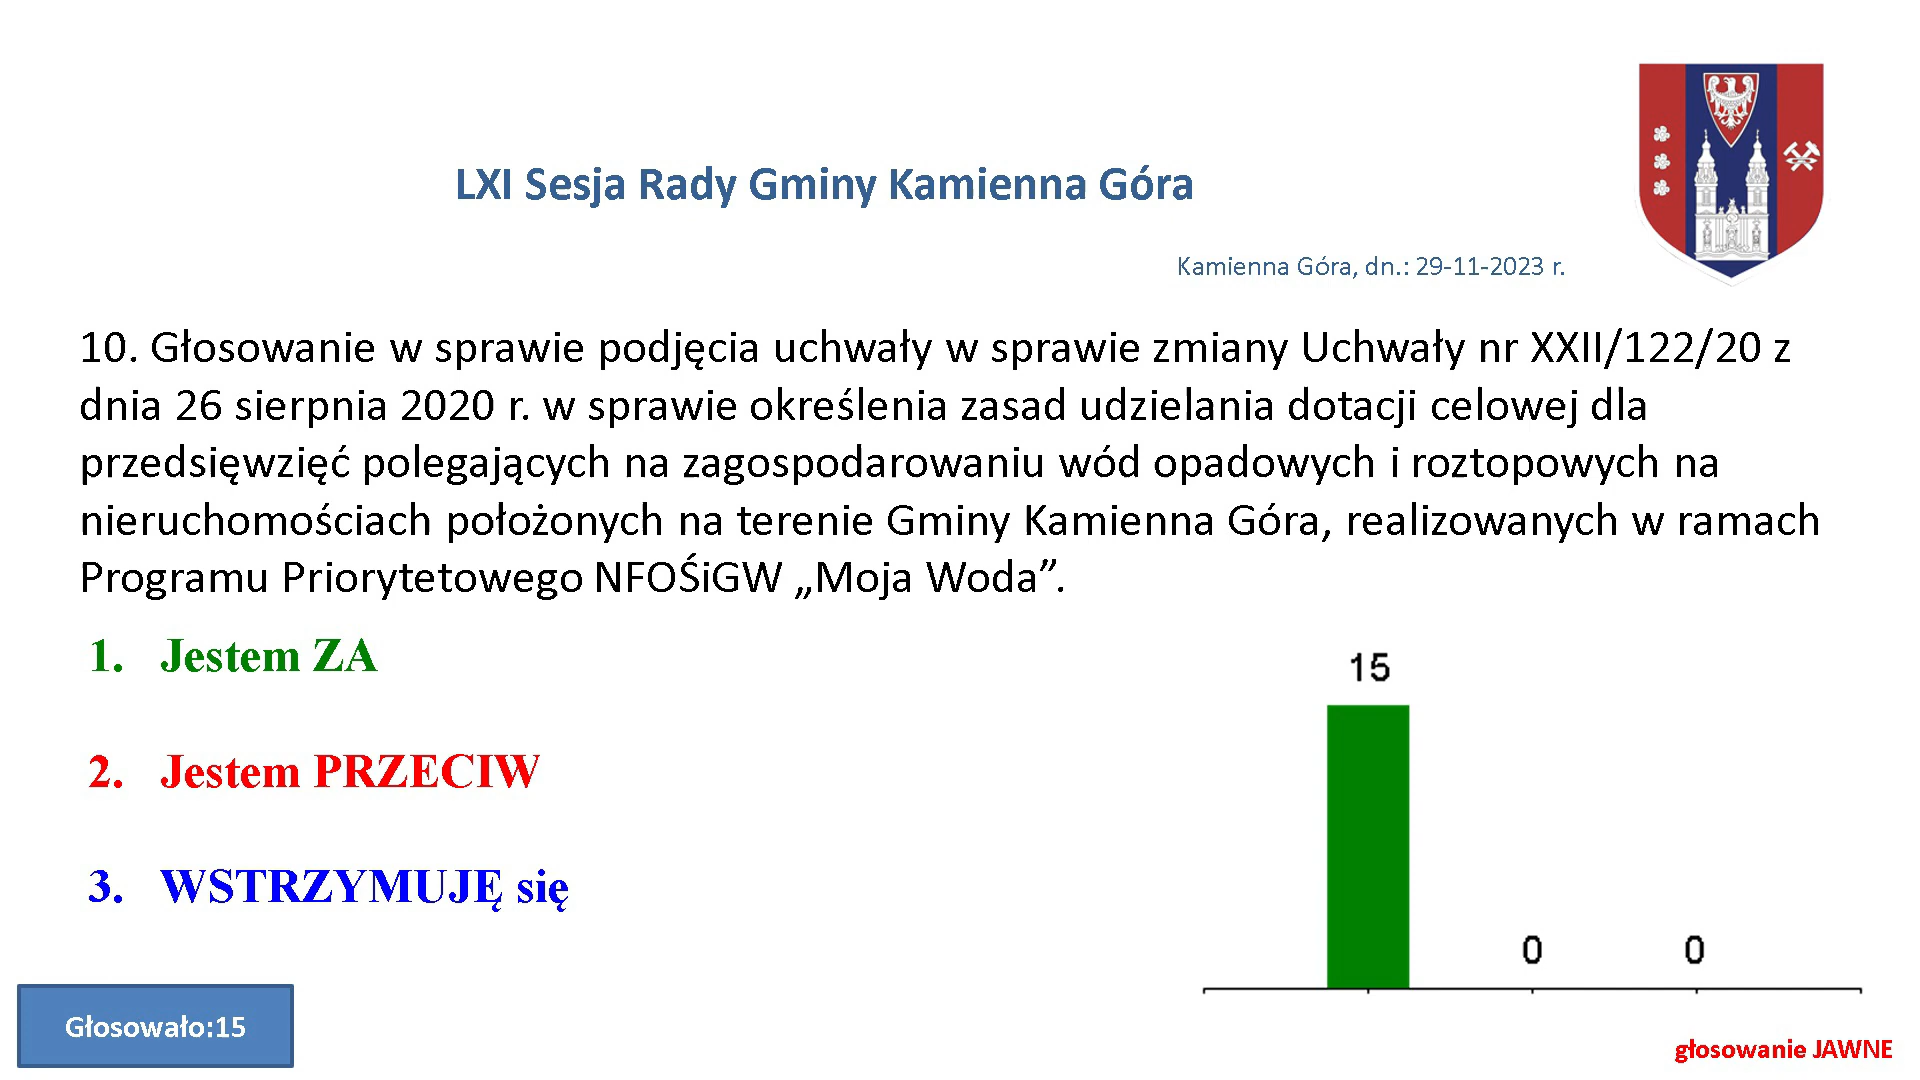 LXI Sesja Rady Gminy Kamienna Góra
Kamienna Góra, dn.: 29-11-2023 r.
10. Głosowanie w sprawie podjęcia uchwały w sprawie zmiany Uchwały nr XXII/122/20 z
dnia 26 sierpnia 2020 r. w sprawie określenia zasad udzielania dotacji celowej dla
przedsięwzięć polegających na zagospodarowaniu wód opadowych i roztopowych na
nieruchomościach położonych na terenie Gminy Kamienna Góra, realizowanych w ramach
Programu Priorytetowego NFOŚiGW „Moja Woda”.
1. Jestem ZA
2. Jestem PRZECIW
3. WSTRZYMUJĘ się
15
0 0
Głosowało:15
głosowanie JAWNE